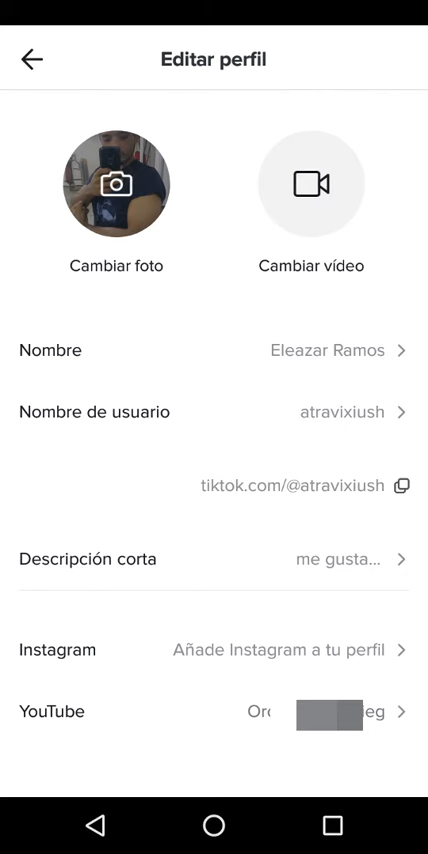 Editar perfil
Cambiar foto Cambiar vídeo
Nombre Eleazar Ramos
Nombre de usuario atravixiush
tiktok.com/@atravixiush
Descripción corta me gusta...
Instagram Añade Instagram a tu perfil
YouTube